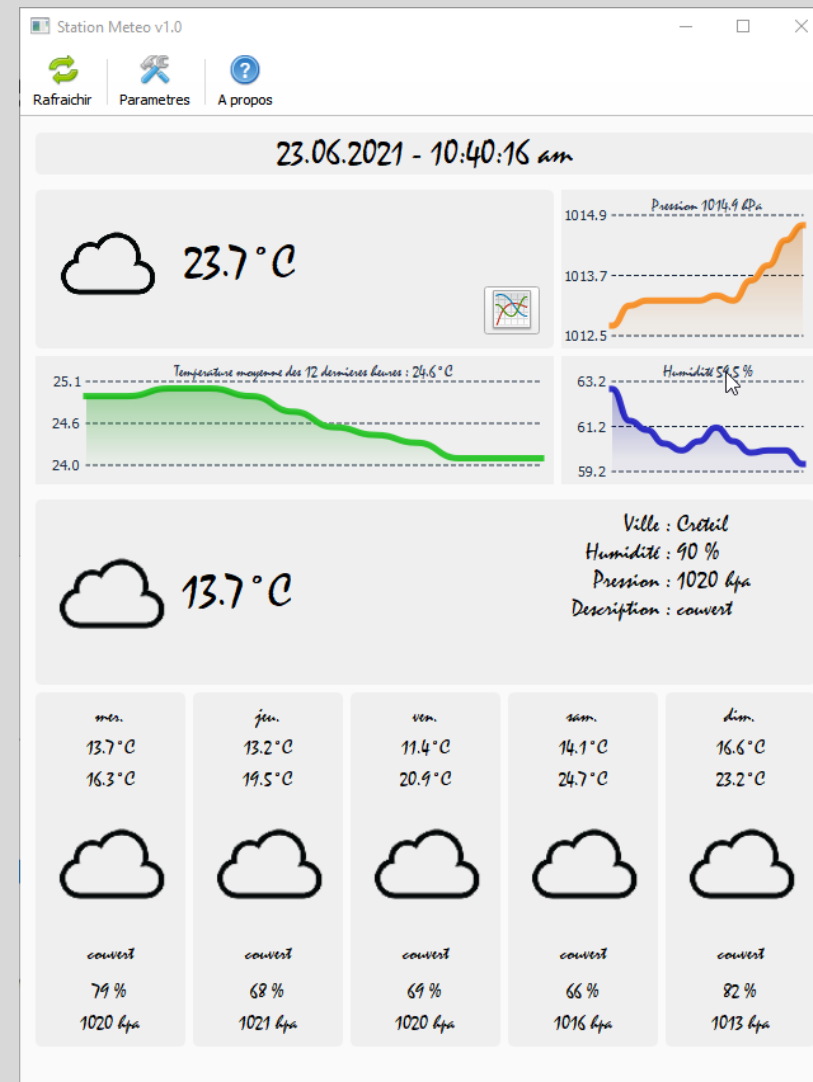 Station Meteo v1.0
Rafraichir Parametres A propos
23.06.2021 - 10:40:16 am
23.7°C
Pression 1014.9 hPa
1014.9
1013.7
1012.5
Temperature moyenne des 12 dernieres heures : 24.6°C
25.1
24.6
24.0
Humidité 59.5 %
63.2
61.2
59.2
13.7°C
Ville : Créteil
Humidité : 90 %
Pression : 1020 hpa
Description : couvert
mer. jeu. ven. sam. dim.
13.7°C 13.2°C 11.4°C 14.1°C 16.6°C
16.3°C 19.5°C 20.9°C 24.7°C 23.2°C
couvert couvert couvert couvert couvert
79 % 68 % 69 % 66 % 82 %
1020 hpa 1021 hpa 1020 hpa 1016 hpa 1013 hpa